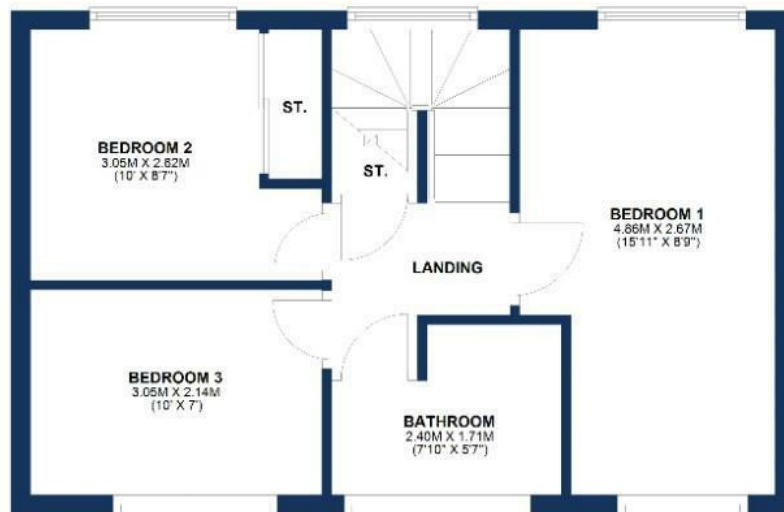 BEDROOM 2
3.05M X 2.62M
(10' X 8'7")
ST.
ST.
BEDROOM 1
4.86M X 2.67M
(15'11" X 8'9")
LANDING
BEDROOM 3
3.05M X 2.14M
(10' X 7')
BATHROOM
2.40M X 1.71M
(7'10" X 5'7")